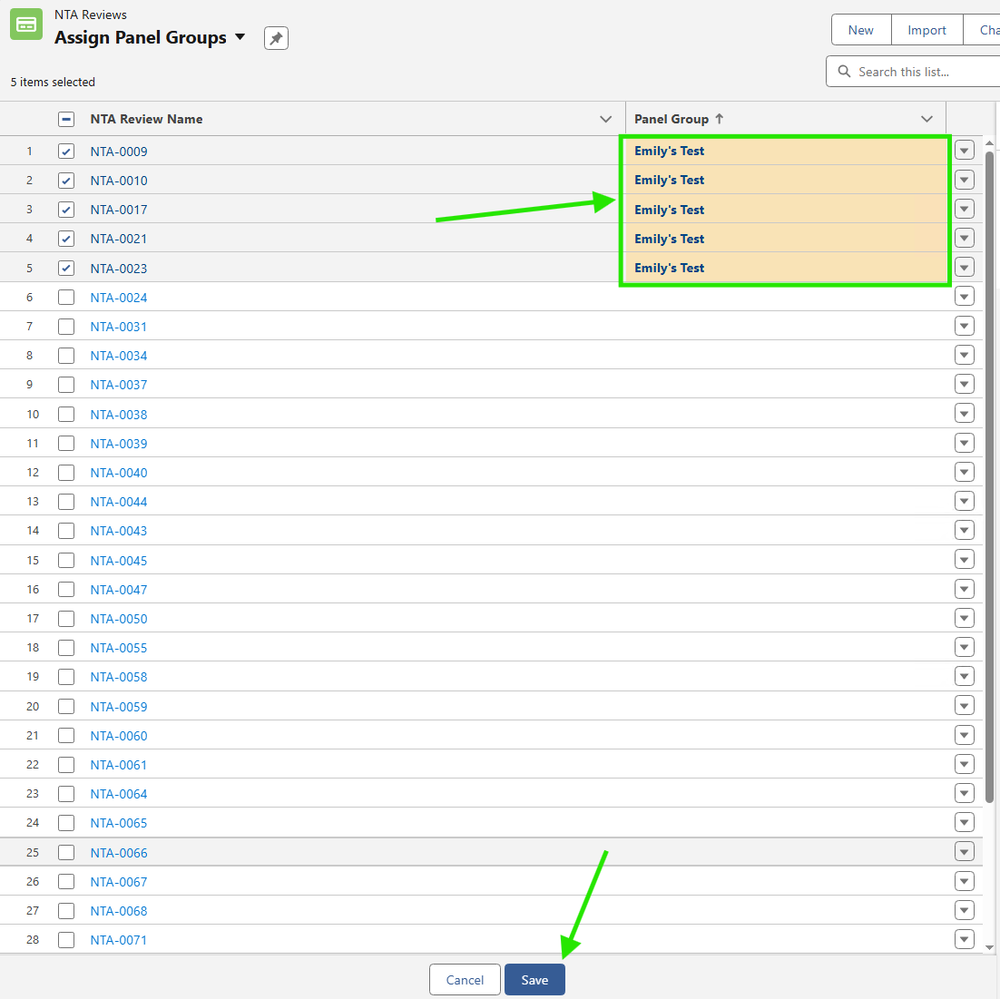 NTA Reviews
Assign Panel Groups
New Import Cha
5 items selected
Search this list...
NTA Review Name Panel Group
1 NTA-0009 Emily's Test
2 NTA-0010 Emily's Test
3 NTA-0017 Emily's Test
4 NTA-0021 Emily's Test
5 NTA-0023 Emily's Test
6 NTA-0024
7 NTA-0031
8 NTA-0034
9 NTA-0037
10 NTA-0038
11 NTA-0039
12 NTA-0040
13 NTA-0044
14 NTA-0043
15 NTA-0045
16 NTA-0047
17 NTA-0050
18 NTA-0055
19 NTA-0058
20 NTA-0059
21 NTA-0060
22 NTA-0061
23 NTA-0064
24 NTA-0065
25 NTA-0066
26 NTA-0067
27 NTA-0068
28 NTA-0071
Cancel Save